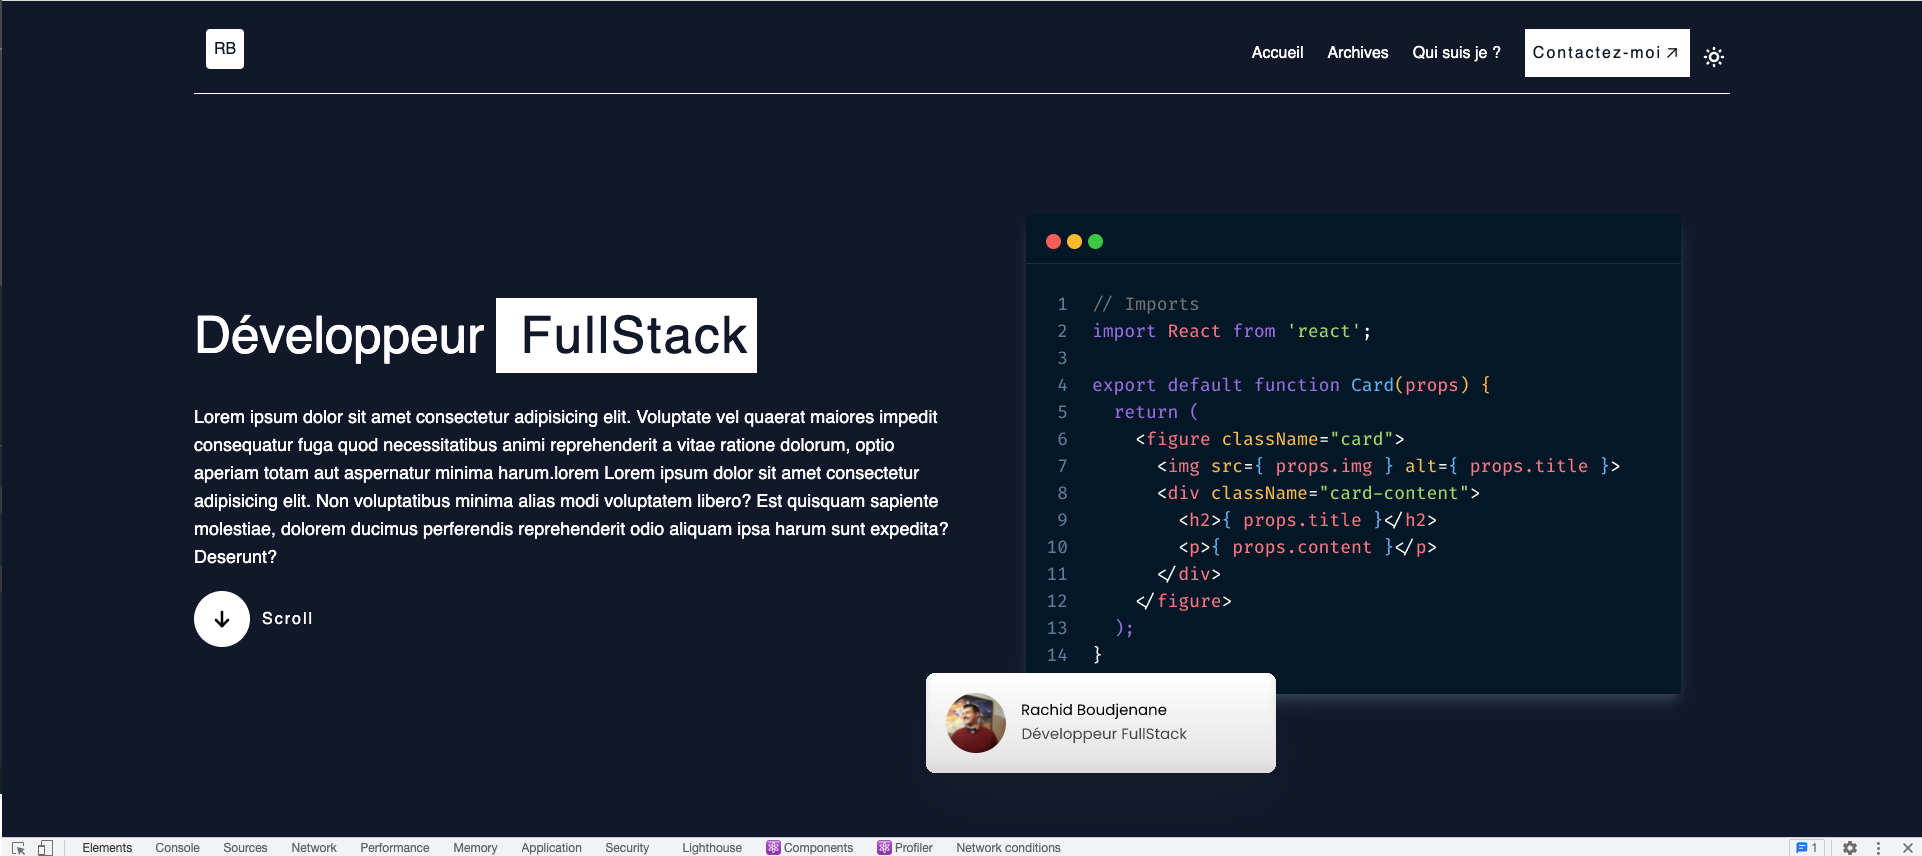 RB
Accueil Archives Qui suis je ? Contactez-moi
Développeur FullStack
Lorem ipsum dolor sit amet consectetur adipisicing elit. Voluptate vel quaerat maiores impedit
consequatur fuga quod necessitatibus animi reprehenderit a vitae ratione dolorum, optio
aperiam totam aut aspernatur minima harum.lorem Lorem ipsum dolor sit amet consectetur
adipisicing elit. Non voluptatibus minima alias modi voluptatem libero? Est quisquam sapiente
molestiae, dolorem ducimus perferendis reprehenderit odio aliquam ipsa harum sunt expedita?
Deserunt?
Scroll
1 // Imports
2 import React from 'react';
3
4 export default function Card(props) {
5 return (
6 <figure className="card">
7 <img src={ props.img } alt={ props.title }>
8 <div className="card-content">
9 <h2>{ props.title }</h2>
10 <p>{ props.content }</p>
11 </div>
12 </figure>
13 );
14 }
Rachid Boudjenane
Développeur FullStack
Elements Console Sources Network Performance Memory Application Security Lighthouse Components Profiler Network conditions 1